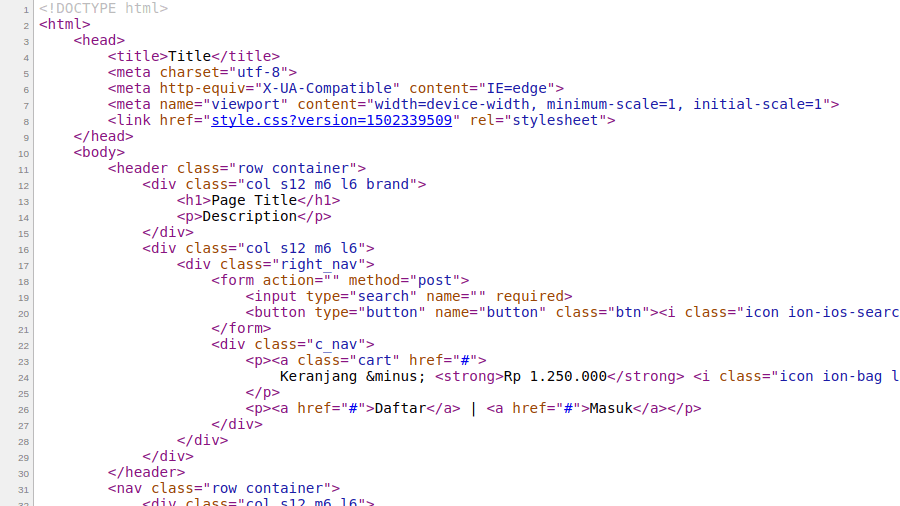 1 <!DOCTYPE html>
2 <html>
3 <head>
4 <title>Title</title>
5 <meta charset="utf-8">
6 <meta http-equiv="X-UA-Compatible" content="IE=edge">
7 <meta name="viewport" content="width=device-width, minimum-scale=1, initial-scale=1">
8 <link href="style.css?version=1502339509" rel="stylesheet">
9 </head>
10 <body>
11 <header class="row container">
12 <div class="col s12 m6 l6 brand">
13 <h1>Page Title</h1>
14 <p>Description</p>
15 </div>
16 <div class="col s12 m6 l6">
17 <div class="right_nav">
18 <form action="" method="post">
19 <input type="search" name="" required>
20 <button type="button" name="button" class="btn"><i class="icon ion-ios-searc
21 </form>
22 <div class="c_nav">
23 <p><a class="cart" href="#">
24 Keranjang &minus; <strong>Rp 1.250.000</strong> <i class="icon ion-bag l
25 </p>
26 <p><a href="#">Daftar</a> | <a href="#">Masuk</a></p>
27 </div>
28 </div>
29 </div>
30 </header>
31 <nav class="row container">
32 <div class="col s12 m6 l6">